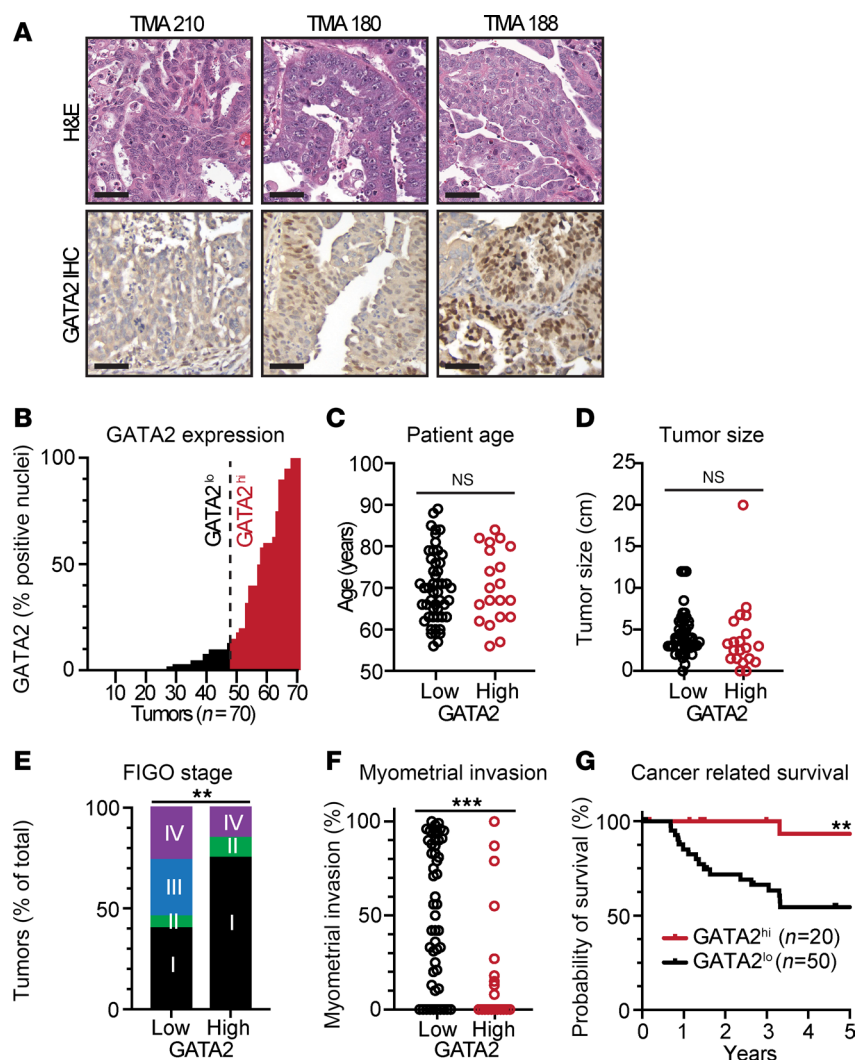 A
TMA 210 TMA 180 TMA 188
H&E
GATA2 IHC
B
GATA2 expression
GATA2 (% positive nuclei)
100
50
0
GATA2lo
GATA2hi
10 20 30 40 50 60 70
Tumors (n = 70)
C
Patient age
Age (years)
100
90
80
70
60
50
NS
Low High
GATA2
D
Tumor size
Tumor size (cm)
25
20
15
10
5
0
NS
Low High
GATA2
E
FIGO stage
Tumors (% of total)
100
50
0
**
IV
III
II
I
IV
II
I
Low High
GATA2
F
Myometrial invasion
Myometrial invasion (%)
100
80
60
40
20
0
***
Low High
GATA2
G
Cancer related survival
Probability of survival (%)
100
50
0
**
GATA2hi (n=20)
GATA2lo (n=50)
0 1 2 3 4 5
Years